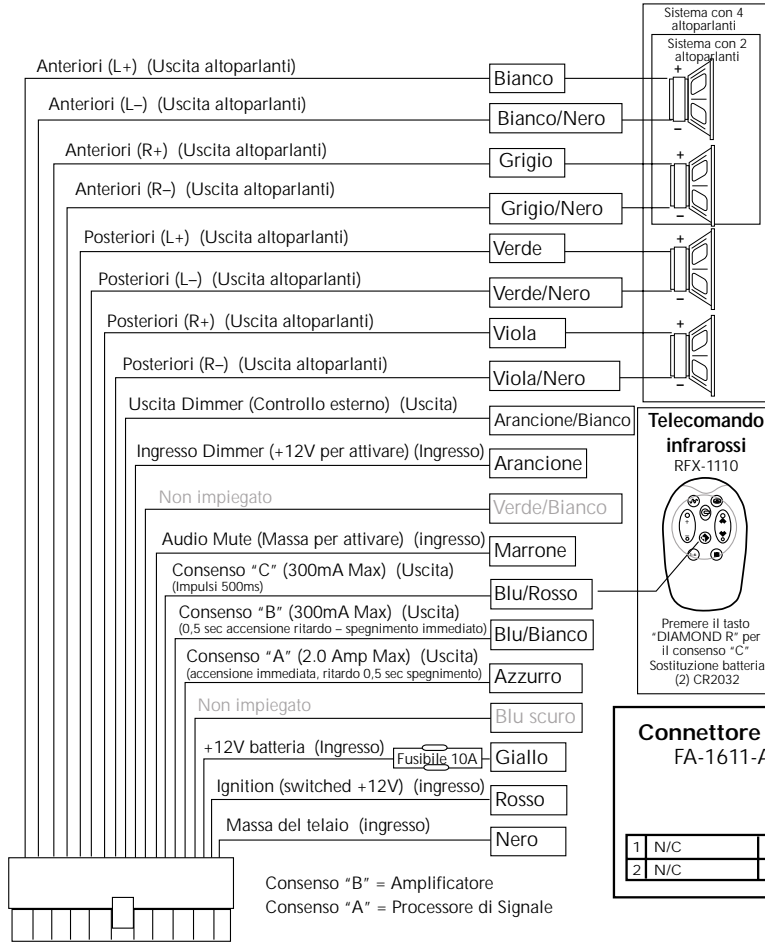 Sistema con 4
altoparlanti
Sistema con 2
altoparlanti
Anteriori (L+) (Uscita altoparlanti)
Bianco
+
Anteriori (L–) (Uscita altoparlanti)
Bianco/Nero
–
Anteriori (R+) (Uscita altoparlanti)
Grigio
+
Anteriori (R–) (Uscita altoparlanti)
Grigio/Nero
–
Posteriori (L+) (Uscita altoparlanti)
Verde
+
Posteriori (L–) (Uscita altoparlanti)
Verde/Nero
–
Posteriori (R+) (Uscita altoparlanti)
Viola
+
Posteriori (R–) (Uscita altoparlanti)
Viola/Nero
–
Uscita Dimmer (Controllo esterno) (Uscita)
Arancione/Bianco
Ingresso Dimmer (+12V per attivare) (Ingresso)
Arancione
Non impiegato
Verde/Bianco
Audio Mute (Massa per attivare) (ingresso)
Marrone
Consenso "C" (300mA Max) (Uscita)
(Impulsi 500ms)
Blu/Rosso
Consenso "B" (300mA Max) (Uscita)
(0,5 sec accensione ritardo – spegnimento immediato)
Blu/Bianco
Consenso "A" (2.0 Amp Max) (Uscita)
(accensione immediata, ritardo 0,5 sec spegnimento)
Azzurro
Non impiegato
Blu scuro
+12V batteria (Ingresso)
Fusibile 10A
Giallo
Ignition (switched +12V) (ingresso)
Rosso
Massa del telaio (ingresso)
Nero
Consenso "B" = Amplificatore
Consenso "A" = Processore di Signale
Telecomando
infrarossi
RFX-1110
Premere il tasto
"DIAMOND R" per
il consenso "C"
Sostituzione batteria
(2) CR2032
Connettore
FA-1611-A
1 N/C
2 N/C